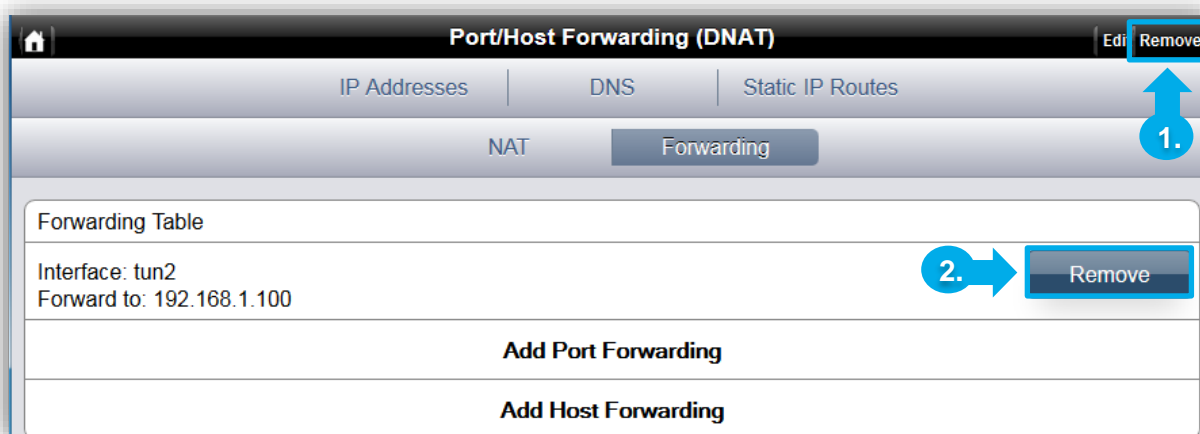 Port/Host Forwarding (DNAT)
Edit Remove
IP Addresses DNS Static IP Routes
1.
NAT Forwarding
Forwarding Table
Interface: tun2
Forward to: 192.168.1.100
2. Remove
Add Port Forwarding
Add Host Forwarding